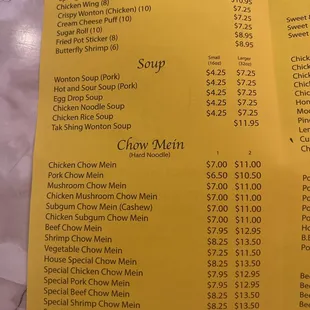 Chicken Wing (8) $10.95
Crispy Wonton (Chicken) (10) $7.25
Cream Cheese Puff (10) $7.25
Sugar Roll (10) $7.25
Fried Pot Sticker (8) $8.95
Butterfly Shrimp (6) $8.95
Soup
Small Larger
(16oz) (32oz)
Wonton Soup (Pork) $4.25 $7.25
Hot and Sour Soup (Pork) $4.25 $7.25
Egg Drop Soup $4.25 $7.25
Chicken Noodle Soup $4.25 $7.25
Chicken Rice Soup $4.25 $7.25
Tak Shing Wonton Soup $11.95
Chow Mein
(Hard Noodle) 1 2
Chicken Chow Mein $7.00 $11.00
Pork Chow Mein $6.50 $10.50
Mushroom Chow Mein $7.00 $11.00
Chicken Mushroom Chow Mein $7.00 $11.00
Subgum Chow Mein (Cashew) $7.00 $11.00
Chicken Subgum Chow Mein $7.00 $11.00
Beef Chow Mein $7.95 $12.95
Shrimp Chow Mein $8.25 $13.50
Vegetable Chow Mein $7.25 $11.50
House Special Chow Mein $8.25 $13.50
Special Chicken Chow Mein $7.95 $12.95
Special Pork Chow Mein $7.95 $12.95
Special Beef Chow Mein $8.25 $13.50
Special Shrimp Chow Mein $8.25 $13.50